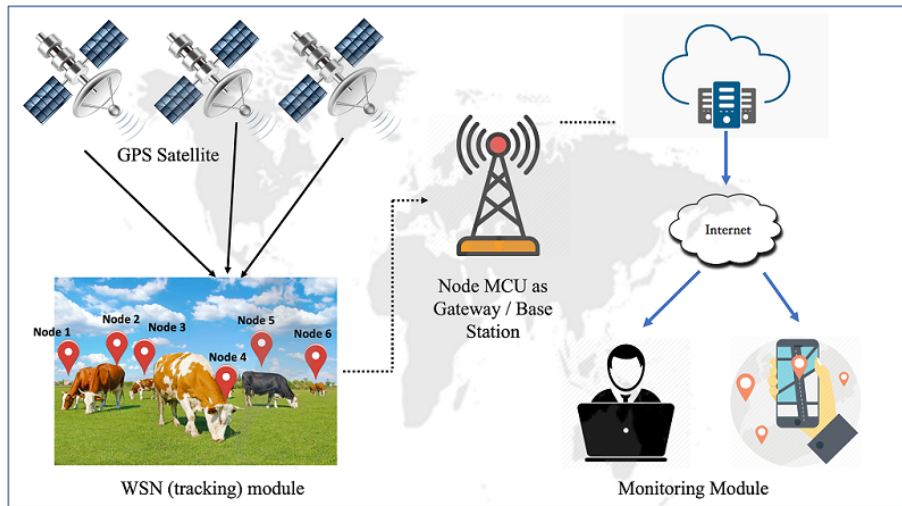 GPS Satellite
Node 1
Node 2
Node 3
Node 4
Node 5
Node 6
WSN (tracking) module
Node MCU as
Gateway / Base
Station
Internet
Monitoring Module